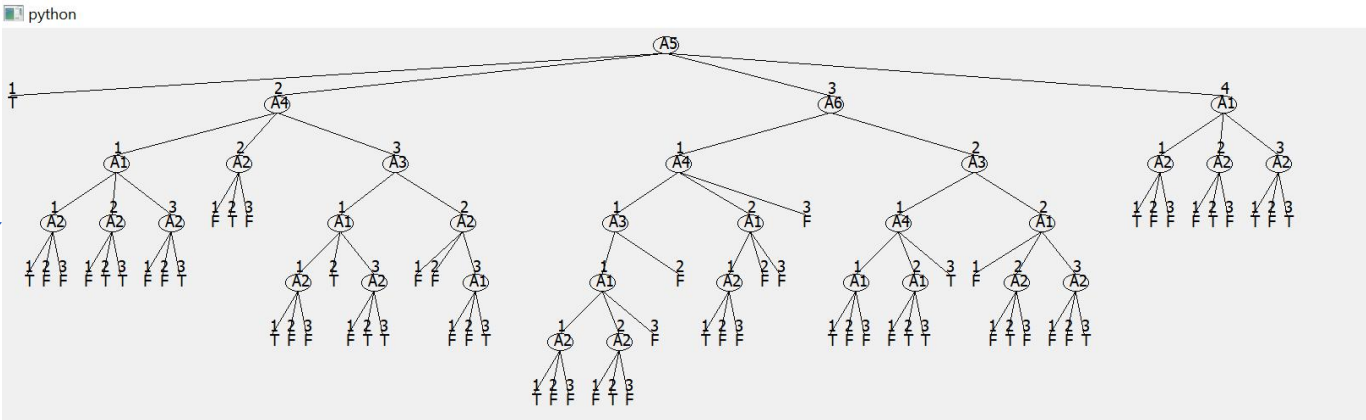 python
A5
1 2 3 4
T A4 A6 A1
1 2 3 1 2 1 2 3
A1 A2 A3 A4 A3 A2 A2 A2
1 2 3 1 2 3 1 2 1 2 3 1 2 1 2 3 1 2 3 1 2 3
A2 A2 A2 F T F A1 A2 A3 A1 F A4 A1 T F F F T F T F T
1 2 3 1 2 3 1 2 3 1 2 3 1 2 3 1 2 1 2 3 1 2 3 1 2 3
T F F F T T F F T A2 T A2 F F A1 A1 F A2 F F A1 A1 T F A2 A2
1 2 3 1 2 3 1 2 3 1 2 3 1 2 3 1 2 3 1 2 3 1 2 3 1 2 3
T F F F T T F F T A2 A2 F T F F T F F F T T F T F F F T
1 2 3 1 2 3
T F F F T F